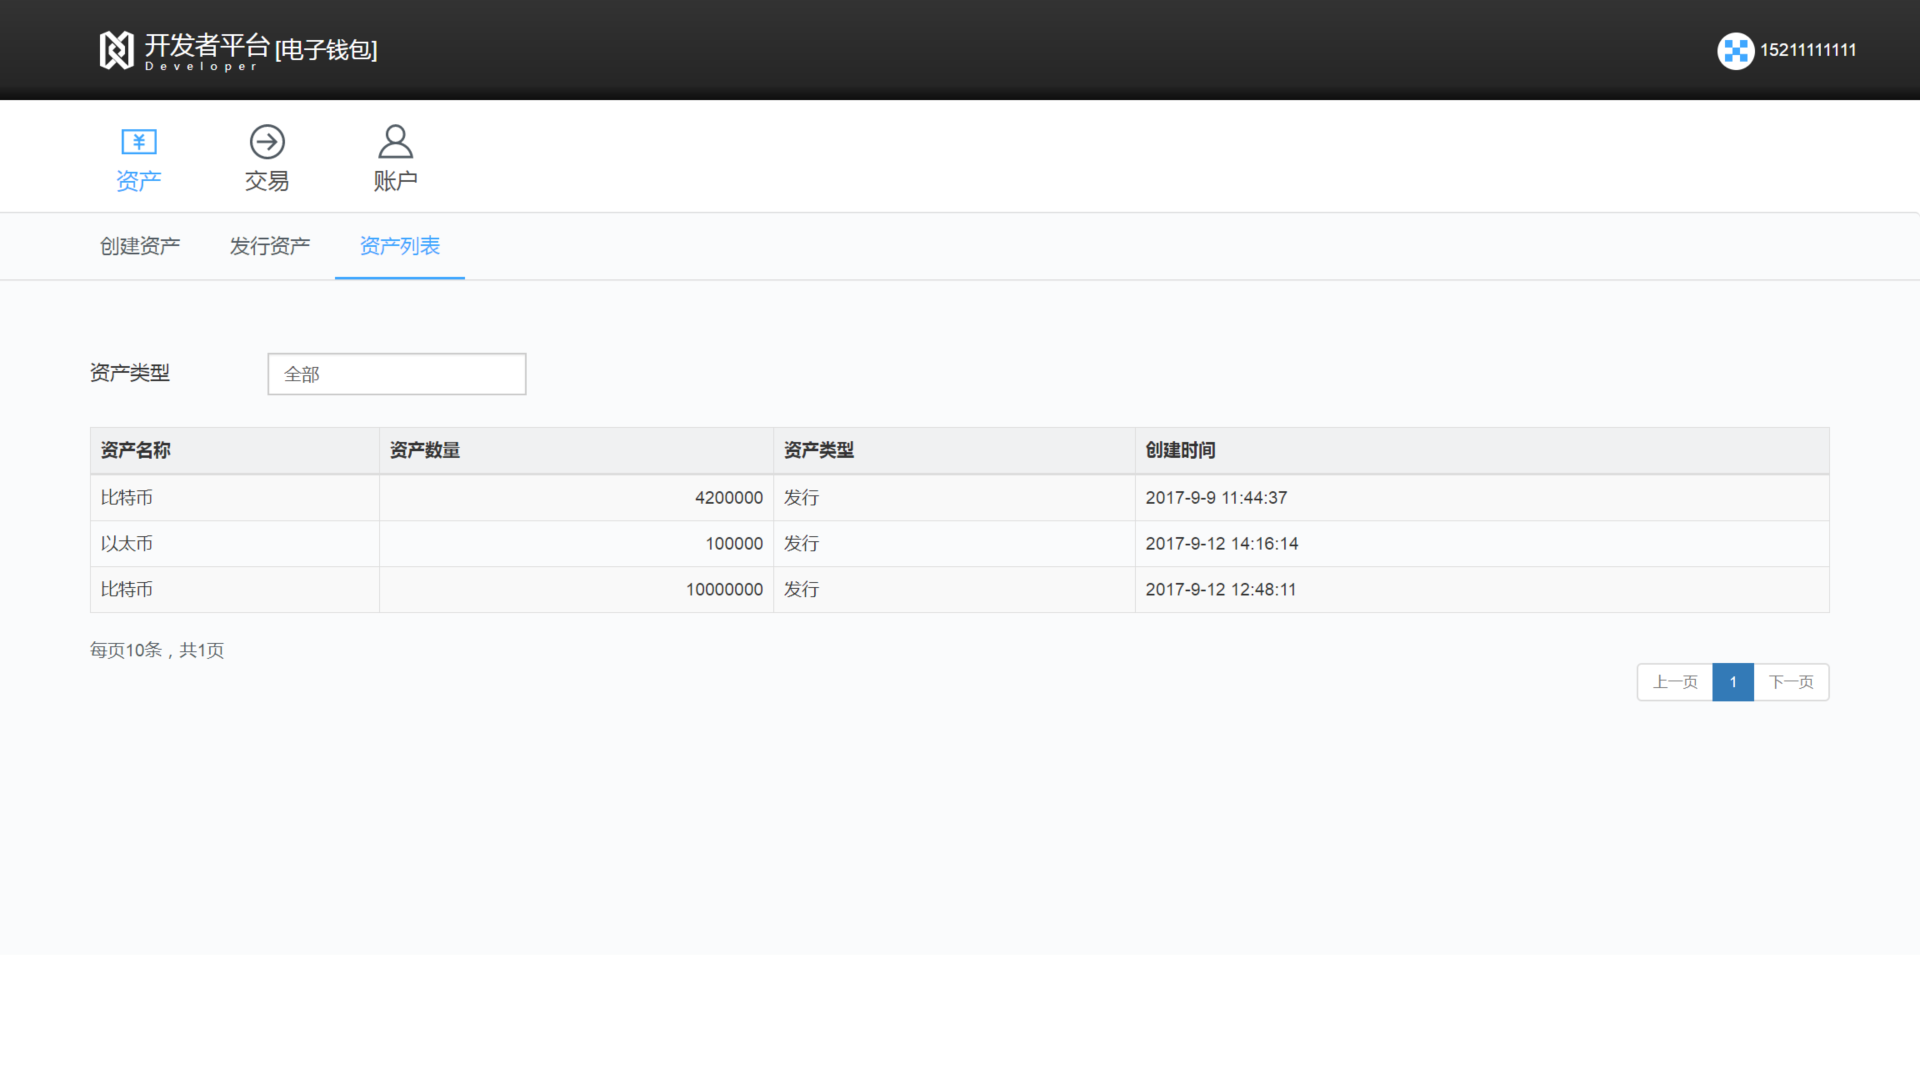 开发者平台 [电子钱包]
Developer
15211111111
资产 交易 账户
创建资产 发行资产 资产列表
资产类型 全部
资产名称 资产数量 资产类型 创建时间
比特币 4200000 发行 2017-9-9 11:44:37
以太币 100000 发行 2017-9-12 14:16:14
比特币 10000000 发行 2017-9-12 12:48:11
每页10条，共1页
上一页 1 下一页